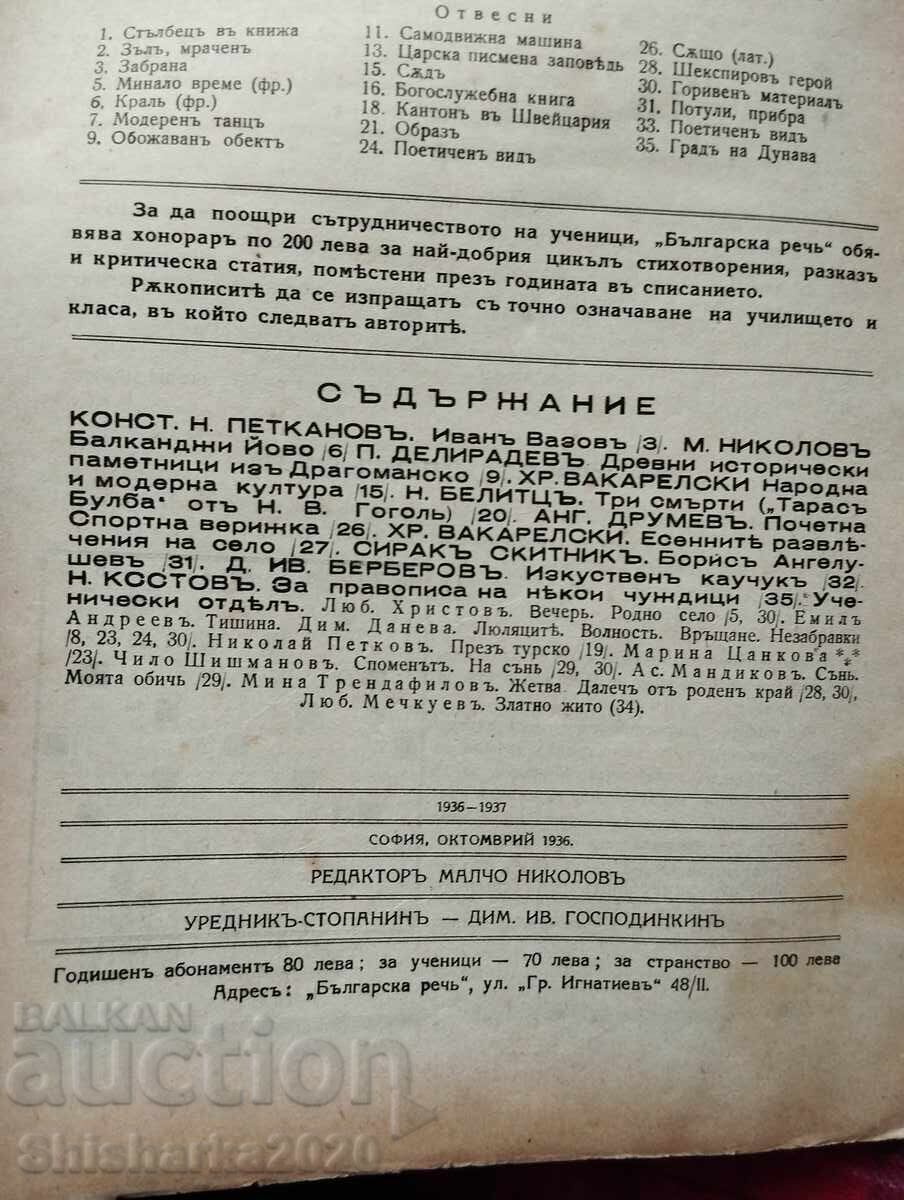 Отвесни
1. Стълбецъ въ книжа
2. Зълъ, мраченъ
3. Забрана
5. Минало време (фр.)
6. Краль (фр.)
7. Модеренъ танцъ
9. Обожаванъ обектъ
11. Самодвижна машина
13. Царска писмена заповѣдь
15. Сѫдъ
16. Богослужебна книга
18. Кантонъ въ Швейцария
21. Образъ
24. Поетиченъ видъ
26. Сѫщо (лат.)
28. Шекспировъ герой
30. Горивенъ материалъ
31. Потули, прибра
33. Поетиченъ видъ
35. Градъ на Дунава
За да поощри сътрудничеството на ученици, „Българска речь“ обя-
вява хонораръ по 200 лева за най-добрия цикълъ стихотворения, разказъ
и критическа статия, помѣстени презъ годината въ списанието.
Рѫкописитѣ да се изпращатъ съ точно означаване на училището и
класа, въ който следватъ авторитѣ.
СЪДЪРЖАНИЕ
КОНСТ. Н. ПЕТКАНОВЪ. Иванъ Вазовъ /3/. М. НИКОЛОВЪ
Балканджи Йово /6/ П. ДЕЛИРАДЕВЪ Древни исторически
паметници изъ Драгоманско /9/. ХР. ВАКАРЕЛСКИ Народна
и модерна култура /15/. Н. БЕЛИТЦЪ. Три смърти („Тарасъ
Булба“ отъ Н. В. Гоголь) /20/. АНГ. ДРУМЕВЪ. Почетна
Спортна верижка /26/. ХР. ВАКАРЕЛСКИ. Есеннитѣ развлѣ-
чения на село /27/. СИРАКЪ СКИТНИКЪ. Борисъ Ангелу-
шевъ /31/. Д. ИВ. БЕРБЕРОВЪ. Изкуственъ каучукъ /32/.
Н. КОСТОВЪ. За правописа на нѣкои чуждици /35/. Уче-
нически отдѣлъ. Люб. Христовъ. Вечерь. Родно село /5, 30/. Емилъ
Андреевъ. Тишина. Дим. Данева. Люляцитѣ. Волность. Връщане. Незабравки
/8, 23, 24, 30/. Николай Петковъ. Презъ турско /19/. Марина Цанкова ***
/23/. Чило Шишмановъ. Споменътъ. На сънь /29, 30/. Ас. Мандиковъ. Сънь.
Моята обичь /29/. Мина Трендафиловъ. Жетва. Далечъ отъ роденъ край /28, 30/,
Люб. Мечкуевъ. Златно жито (34).
1936—1937
СОФИЯ, ОКТОМВРИЙ 1936.
РЕДАКТОРЪ МАЛЧО НИКОЛОВЪ
УРЕДНИКЪ-СТОПАНИНЪ — ДИМ. ИВ. ГОСПОДИНКИНЪ
Годишенъ абонаментъ 80 лева; за ученици — 70 лева; за странство — 100 лева
Адресъ: „Българска речь“, ул. „Гр. Игнатиевъ“ 48/II.
BALKAN
auction
Shisharka2020